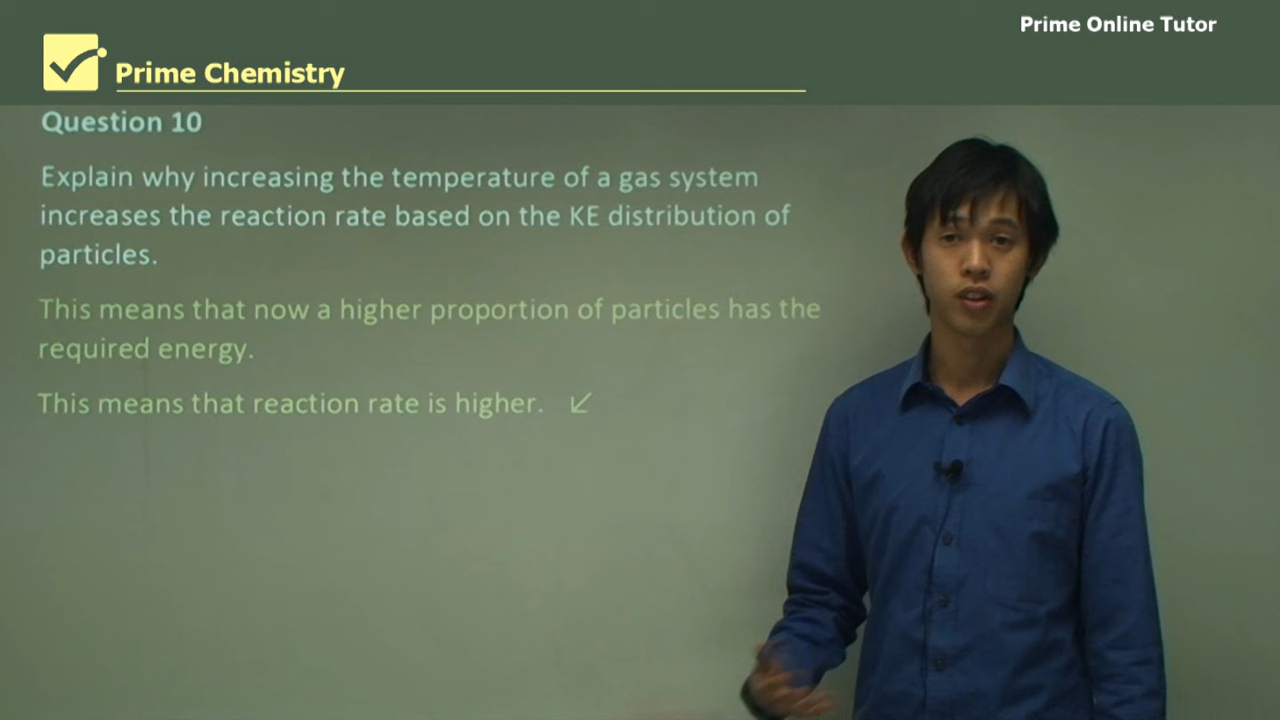 Prime Online Tutor
Prime Chemistry
Question 10
Explain why increasing the temperature of a gas system
increases the reaction rate based on the KE distribution of
particles.
This means that now a higher proportion of particles has the
required energy.
This means that reaction rate is higher.